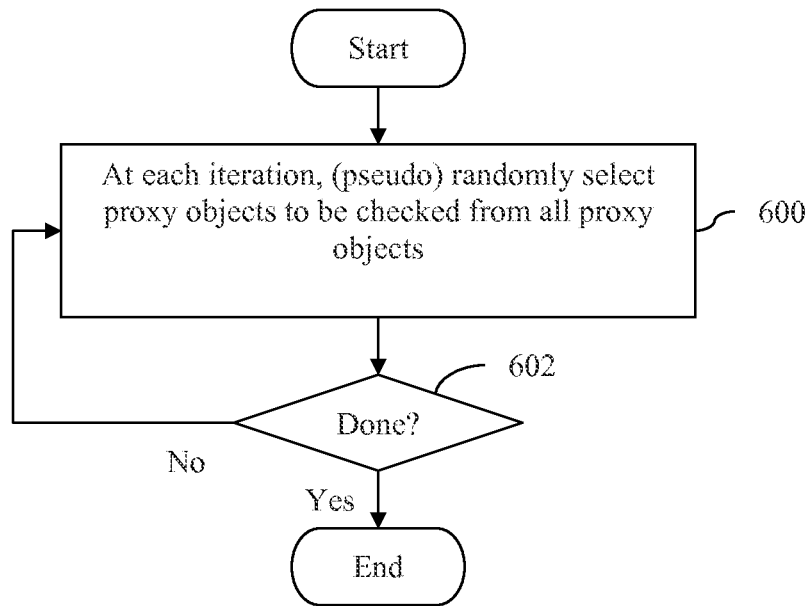 Start
At each iteration, (pseudo) randomly select
proxy objects to be checked from all proxy
objects
600
602
Done?
No
Yes
End